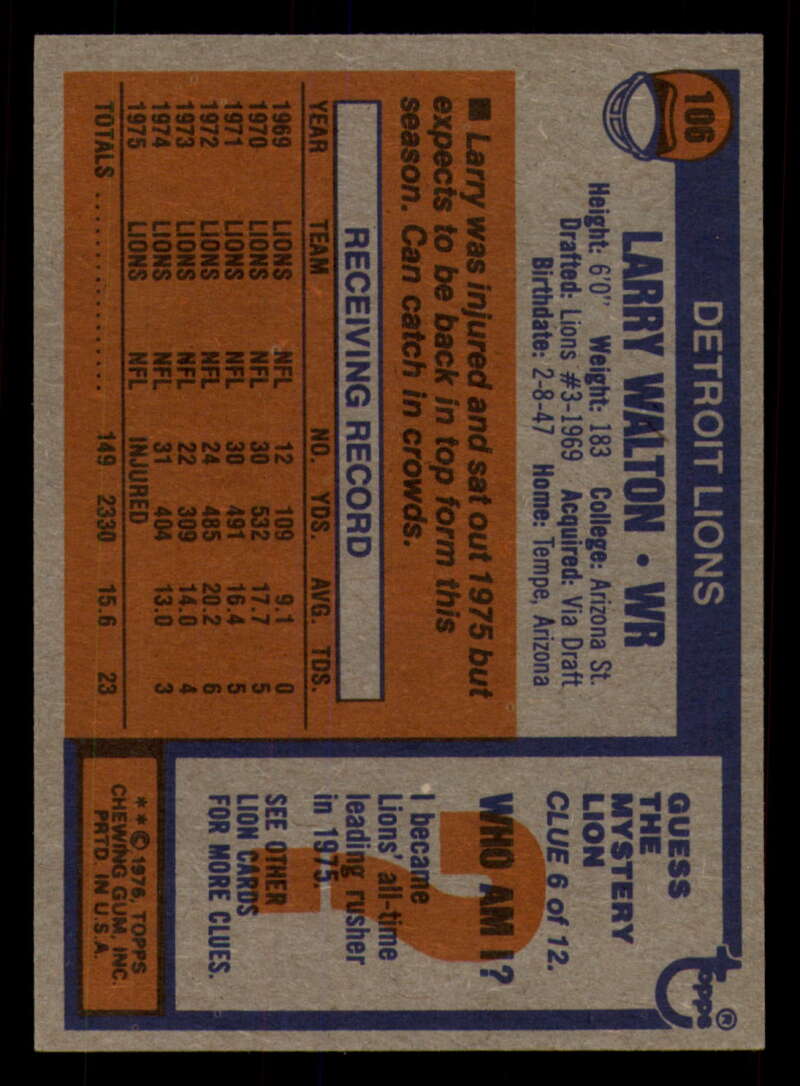 106
DETROIT LIONS
LARRY WALTON • WR
Height: 6'0" Weight: 183 College: Arizona St.
Drafted: Lions #3-1969 Acquired: Via Draft
Birthdate: 2-8-47 Home: Tempe, Arizona
■ Larry was injured and sat out 1975 but
expects to be back in top form this
season. Can catch in crowds.
RECEIVING RECORD
YEAR TEAM NO. YDS. AVG. TDS.
1969 LIONS NFL 12 109 9.1 0
1970 LIONS NFL 30 532 17.7 5
1971 LIONS NFL 30 491 16.4 5
1972 LIONS NFL 24 485 20.2 6
1973 LIONS NFL 22 309 14.0 4
1974 LIONS NFL 31 404 13.0 3
1975 LIONS NFL INJURED
TOTALS .................... 149 2330 15.6 23
topps®
GUESS
THE
MYSTERY
LION
CLUE 6 of 12.
WHO AM I?
?
I became
Lions' all-time
leading rusher
in 1975.
SEE OTHER
LION CARDS
FOR MORE CLUES.
**© 1976, TOPPS
CHEWING GUM, INC.
PRTD. IN U.S.A.